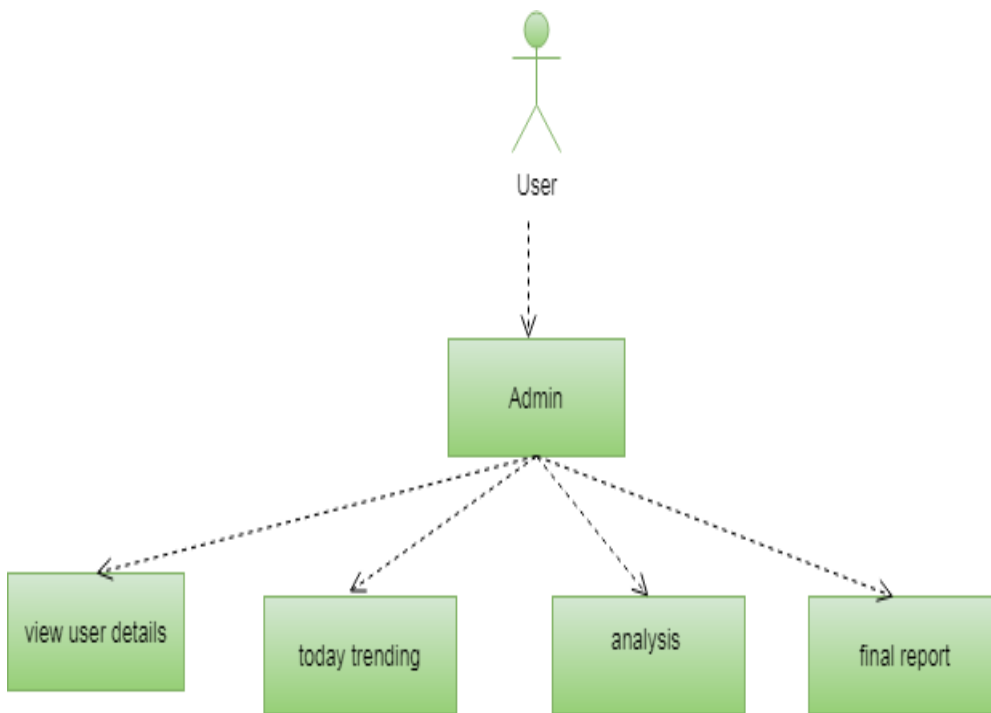 User
Admin
view user details
today trending
analysis
final report